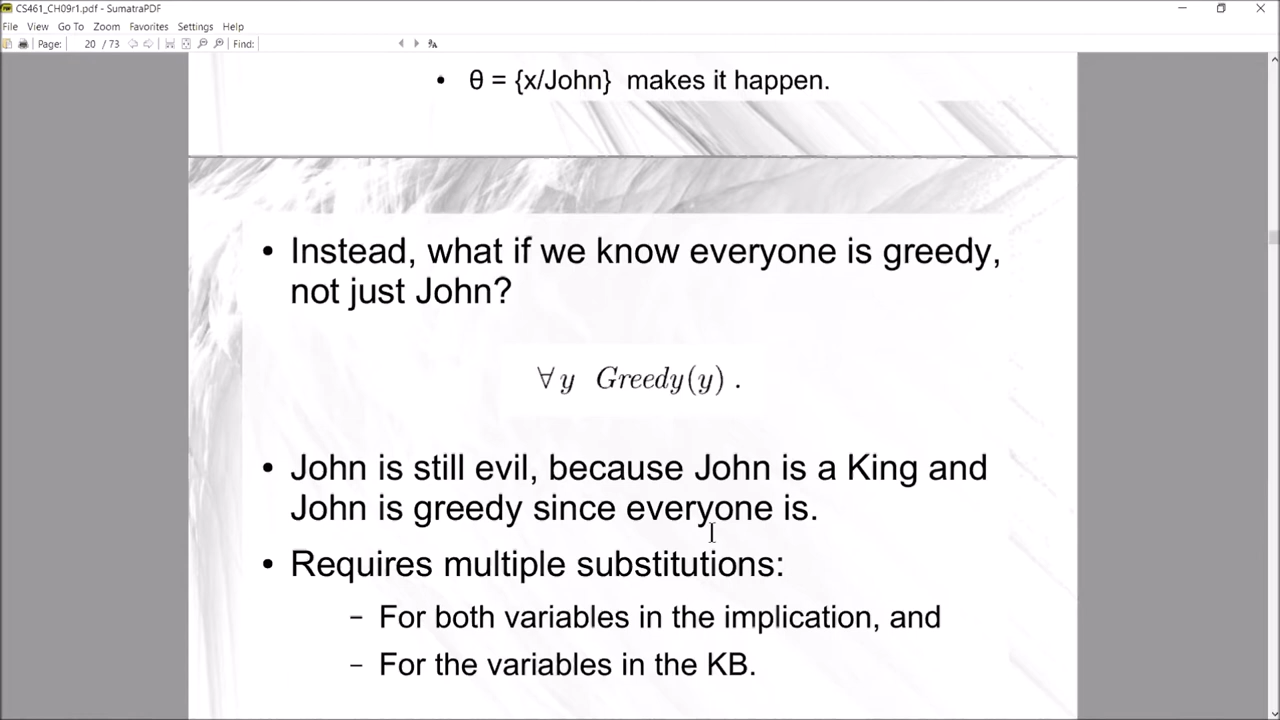 CS461_CH09r1.pdf - SumatraPDF
File View Go To Zoom Favorites Settings Help
Page: 20 / 73 Find:
• θ = {x/John} makes it happen.
• Instead, what if we know everyone is greedy,
not just John?
∀ y Greedy(y) .
• John is still evil, because John is a King and
John is greedy since everyone is.
• Requires multiple substitutions:
– For both variables in the implication, and
– For the variables in the KB.